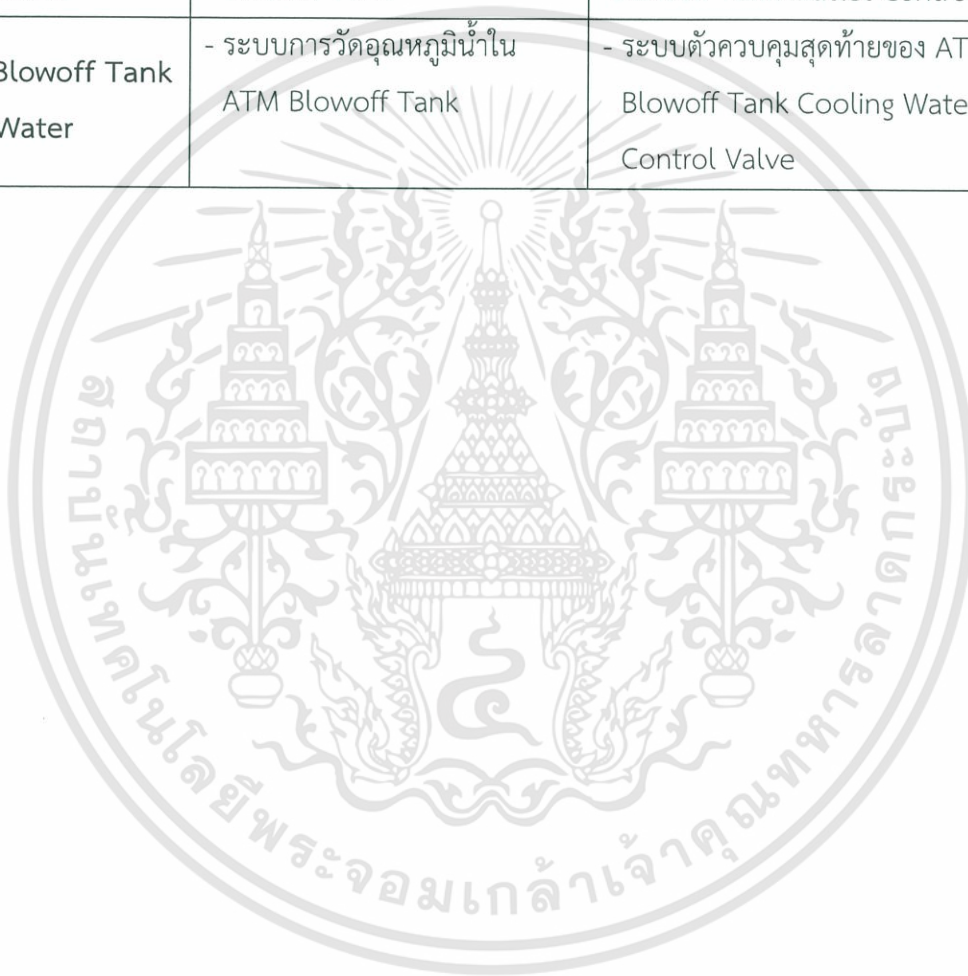 Blowoff Tank
Water
- ระบบการวัดอุณหภูมิน้ำใน
ATM Blowoff Tank
- ระบบตัวควบคุมสุดท้ายของ
Blowoff Tank Cooling
Control Valve
สถาบันเทคโนโลยีพระจอมเกล้าเจ้าคุณทหารลาดกระบัง
๔